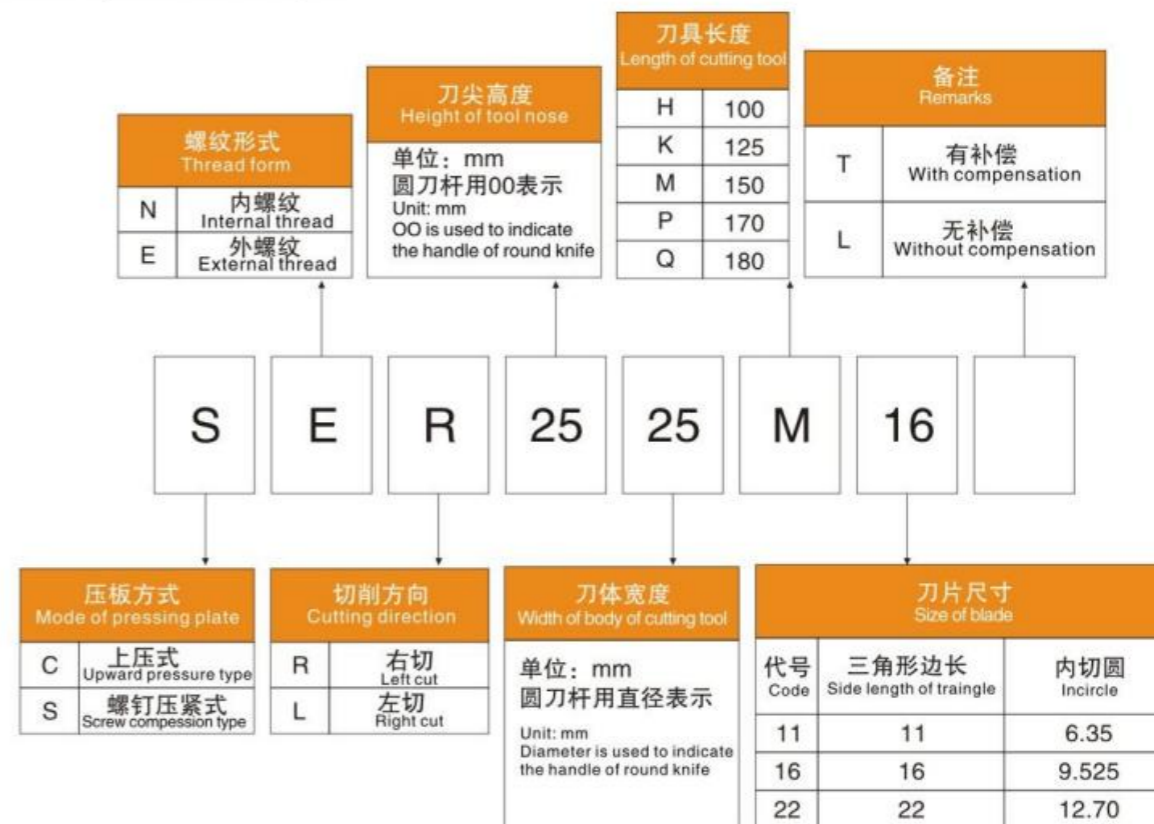 刀具长度
Length of cutting tool
H 100
K 125
M 150
P 170
Q 180
备注
Remarks
T 有补偿
With compensation
L 无补偿
Without compensation
刀尖高度
Height of tool nose
单位：mm
圆刀杆用00表示
Unit: mm
OO is used to indicate
the handle of round knife
螺纹形式
Thread form
N 内螺纹
Internal thread
E 外螺纹
External thread
S E R 25 25 M 16
压板方式
Mode of pressing plate
C 上压式
Upward pressure type
S 螺钉压紧式
Screw compession type
切削方向
Cutting direction
R 右切
Left cut
L 左切
Right cut
刀体宽度
Width of body of cutting tool
单位：mm
圆刀杆用直径表示
Unit: mm
Diameter is used to indicate
the handle of round knife
刀片尺寸
Size of blade
代号 三角形边长 内切圆
Code Side length of traingle Incircle
11 11 6.35
16 16 9.525
22 22 12.70